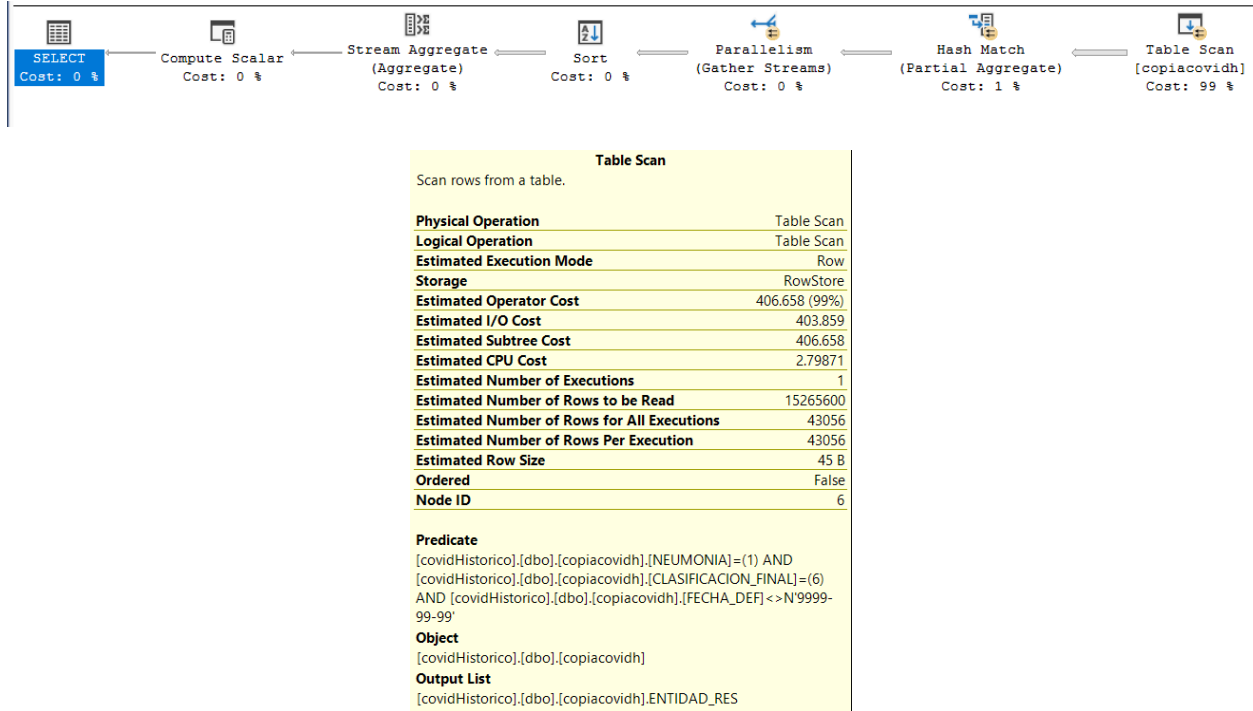 SELECT
Cost: 0 %
Compute Scalar
Cost: 0 %
Stream Aggregate
(Aggregate)
Cost: 0 %
Sort
Cost: 0 %
Parallelism
(Gather Streams)
Cost: 0 %
Hash Match
(Partial Aggregate)
Cost: 1 %
Table Scan
[copiacovidh]
Cost: 99 %
Table Scan
Scan rows from a table.
Physical Operation Table Scan
Logical Operation Table Scan
Estimated Execution Mode Row
Storage RowStore
Estimated Operator Cost 406.658 (99%)
Estimated I/O Cost 403.859
Estimated Subtree Cost 406.658
Estimated CPU Cost 2.79871
Estimated Number of Executions 1
Estimated Number of Rows to be Read 15265600
Estimated Number of Rows for All Executions 43056
Estimated Number of Rows Per Execution 43056
Estimated Row Size 45 B
Ordered False
Node ID 6
Predicate
[covidHistorico].[dbo].[copiacovidh].[NEUMONIA]=(1) AND
[covidHistorico].[dbo].[copiacovidh].[CLASIFICACION_FINAL]=(6)
AND [covidHistorico].[dbo].[copiacovidh].[FECHA_DEF]<>N'9999-
99-99'
Object
[covidHistorico].[dbo].[copiacovidh]
Output List
[covidHistorico].[dbo].[copiacovidh].ENTIDAD_RES